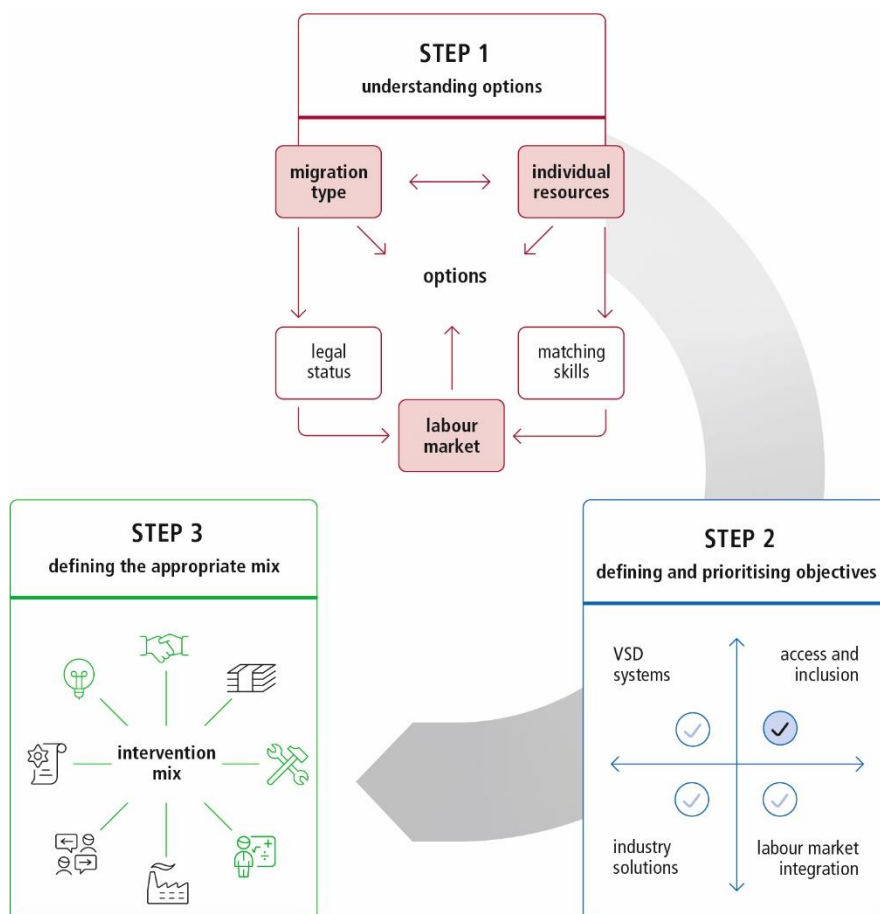 STEP 1
understanding options
migration
type
individual
resources
options
legal
status
matching
skills
labour
market
STEP 3
defining the appropriate mix
intervention
mix
STEP 2
defining and prioritising objectives
VSD
systems
access and
inclusion
industry
solutions
labour market
integration